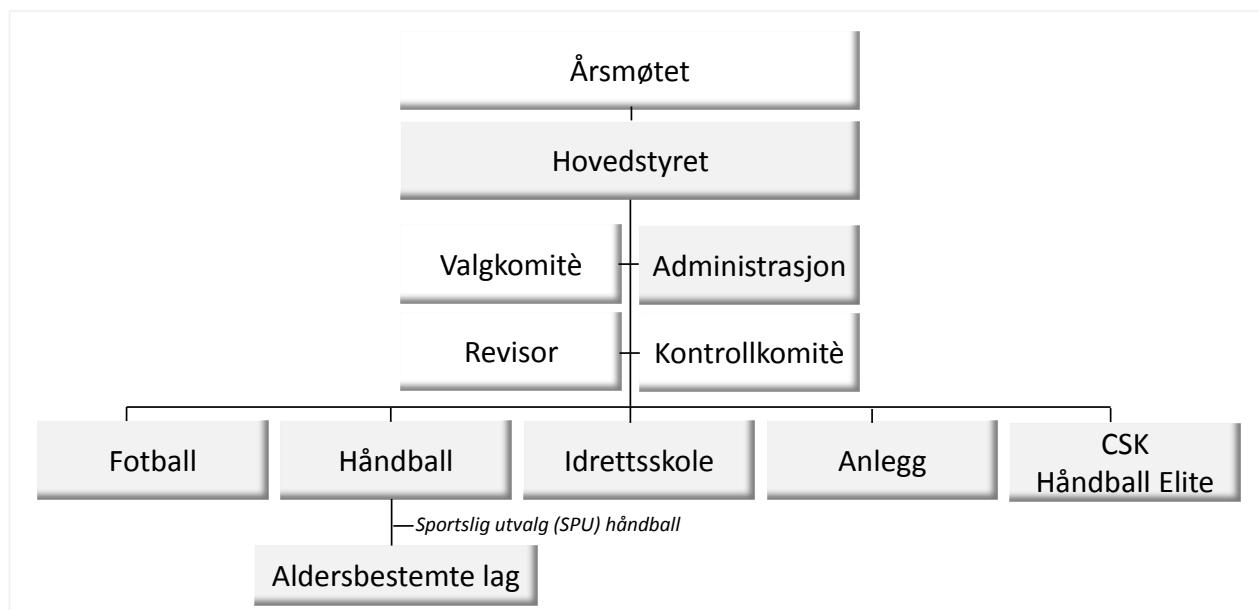 Årsmøtet
Hovedstyret
Valgkomitè
Administrasjon
Revisor
Kontrollkomitè
Fotball
Håndball
Idrettsskole
Anlegg
CSK
Håndball Elite
Sportslig utvalg (SPU) håndball
Aldersbestemte lag